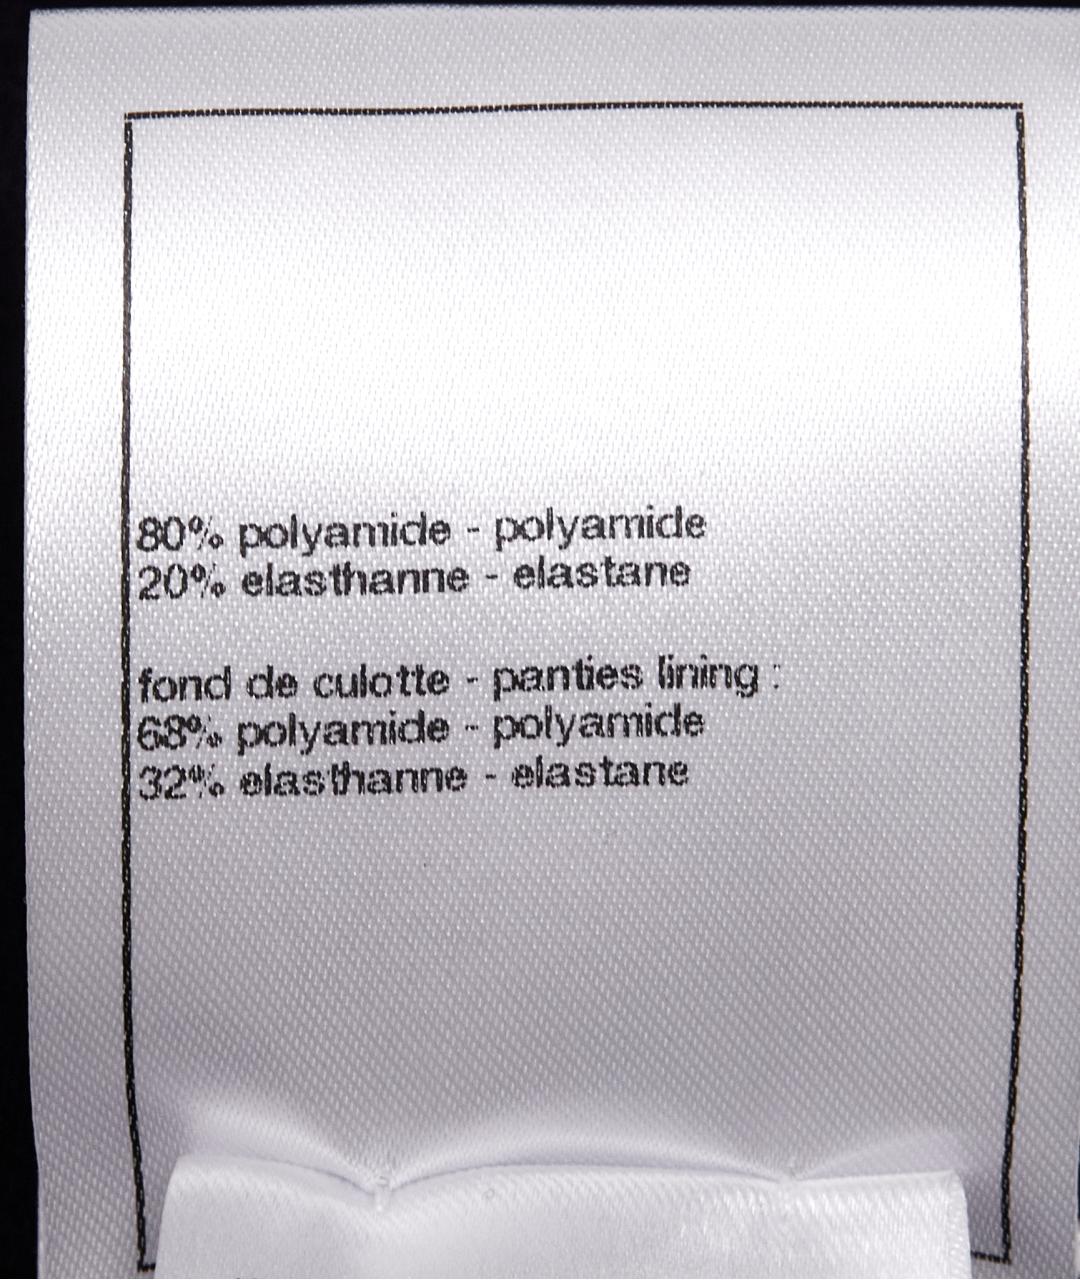 80% polyamide - polyamide
20% elasthanne - elastane
fond de culotte - panties lining :
68% polyamide - polyamide
32% elasthanne - elastane